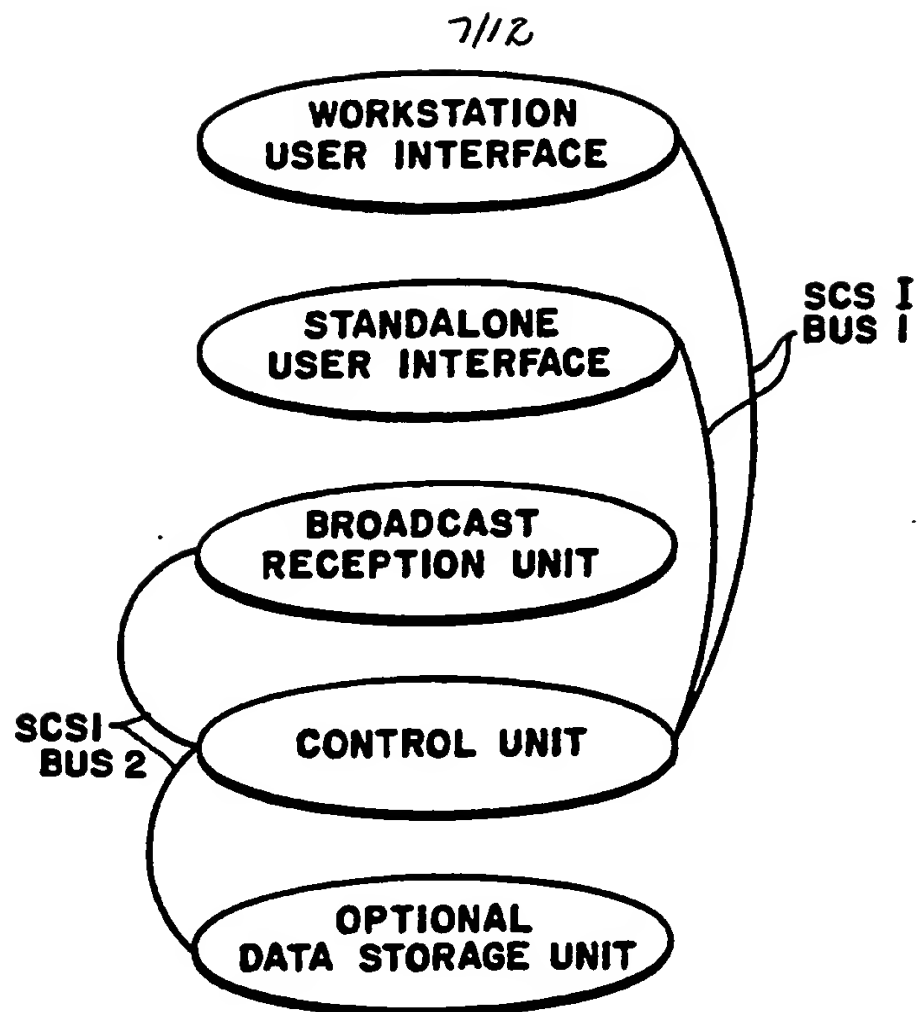 7/12
WORKSTATION
USER INTERFACE
STANDALONE
USER INTERFACE
SCS I
BUS 1
BROADCAST
RECEPTION UNIT
SCSI
BUS 2
CONTROL UNIT
OPTIONAL
DATA STORAGE UNIT